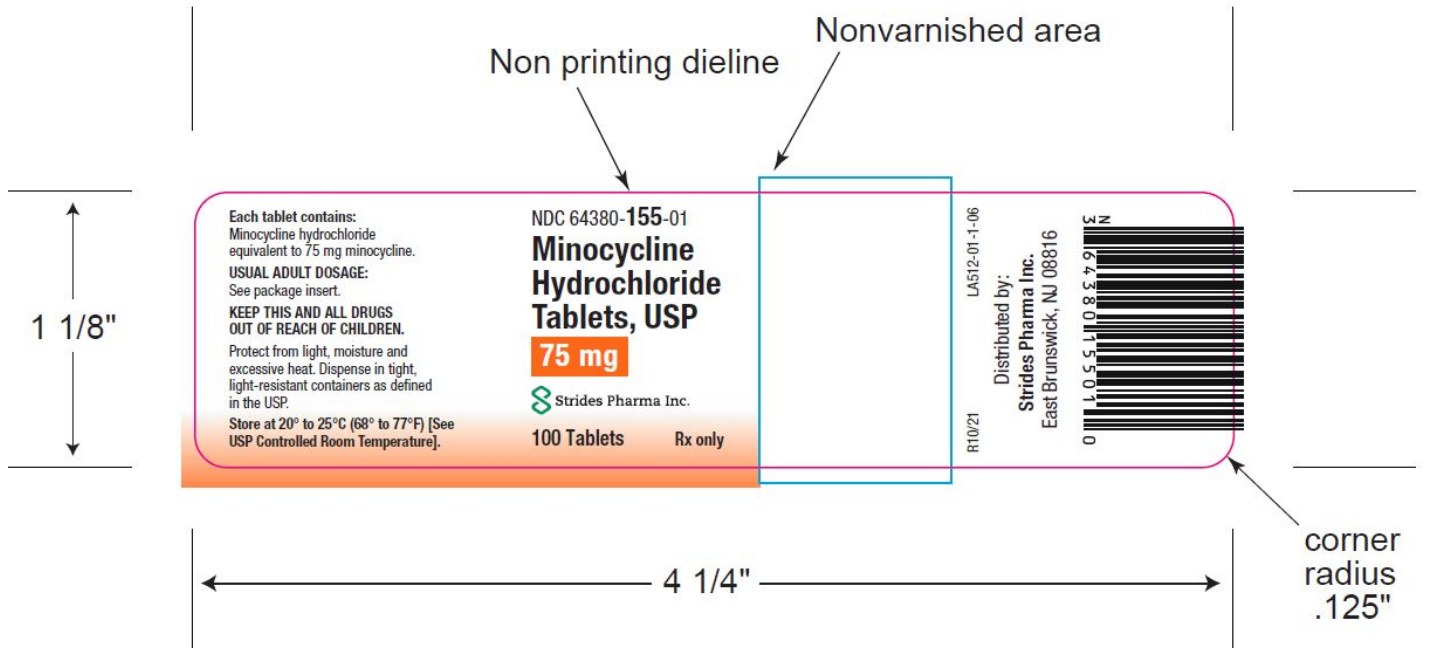 Nonvarnished area
Non printing dieline
1 1/8"
Each tablet contains:
Minocycline hydrochloride
equivalent to 75 mg minocycline.
USUAL ADULT DOSAGE:
See package insert.
KEEP THIS AND ALL DRUGS
OUT OF REACH OF CHILDREN.
Protect from light, moisture and
excessive heat. Dispense in tight,
light-resistant containers as defined
in the USP.
Store at 20° to 25°C (68° to 77°F) [See
USP Controlled Room Temperature].
NDC 64380-155-01
Minocycline
Hydrochloride
Tablets, USP
75 mg
Strides Pharma Inc.
100 Tablets Rx only
R10/21 LA512-01-1-06
Distributed by:
Strides Pharma Inc.
East Brunswick, NJ 08816
N
3 64380 15501 0
4 1/4"
corner
radius
.125"